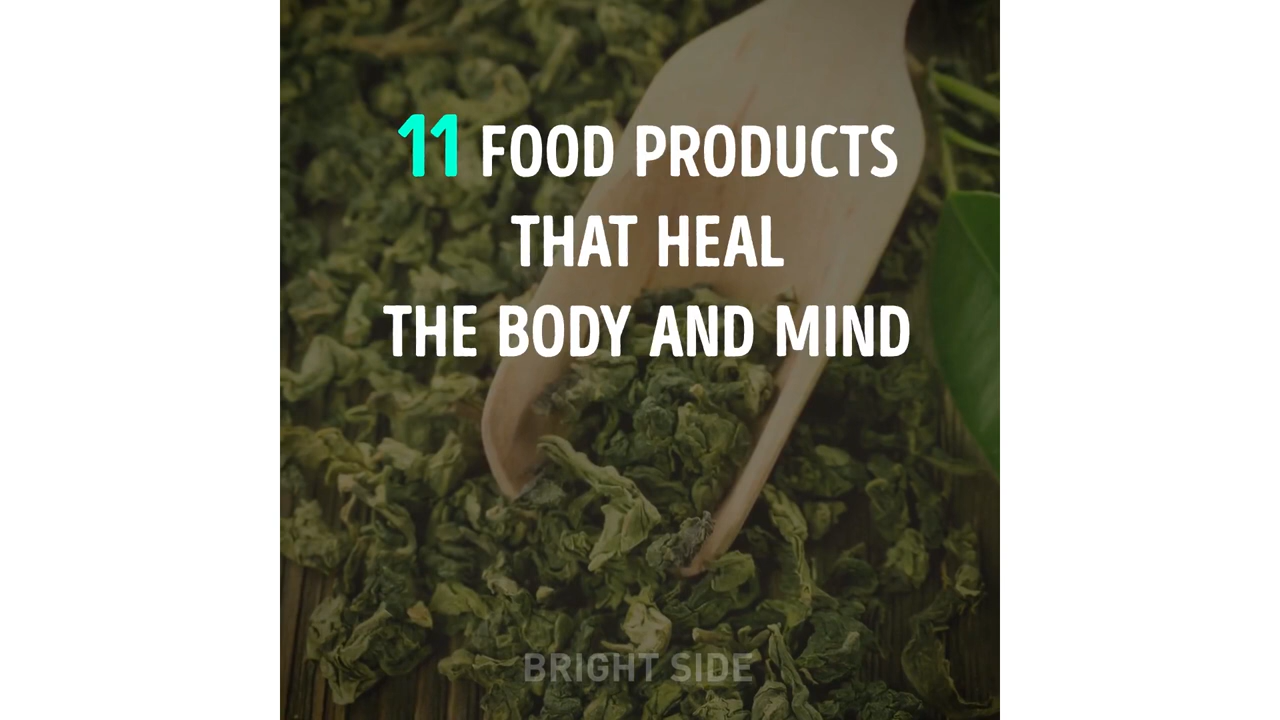 11 FOOD PRODUCTS
THAT HEAL
THE BODY AND MIND
BRIGHT SIDE